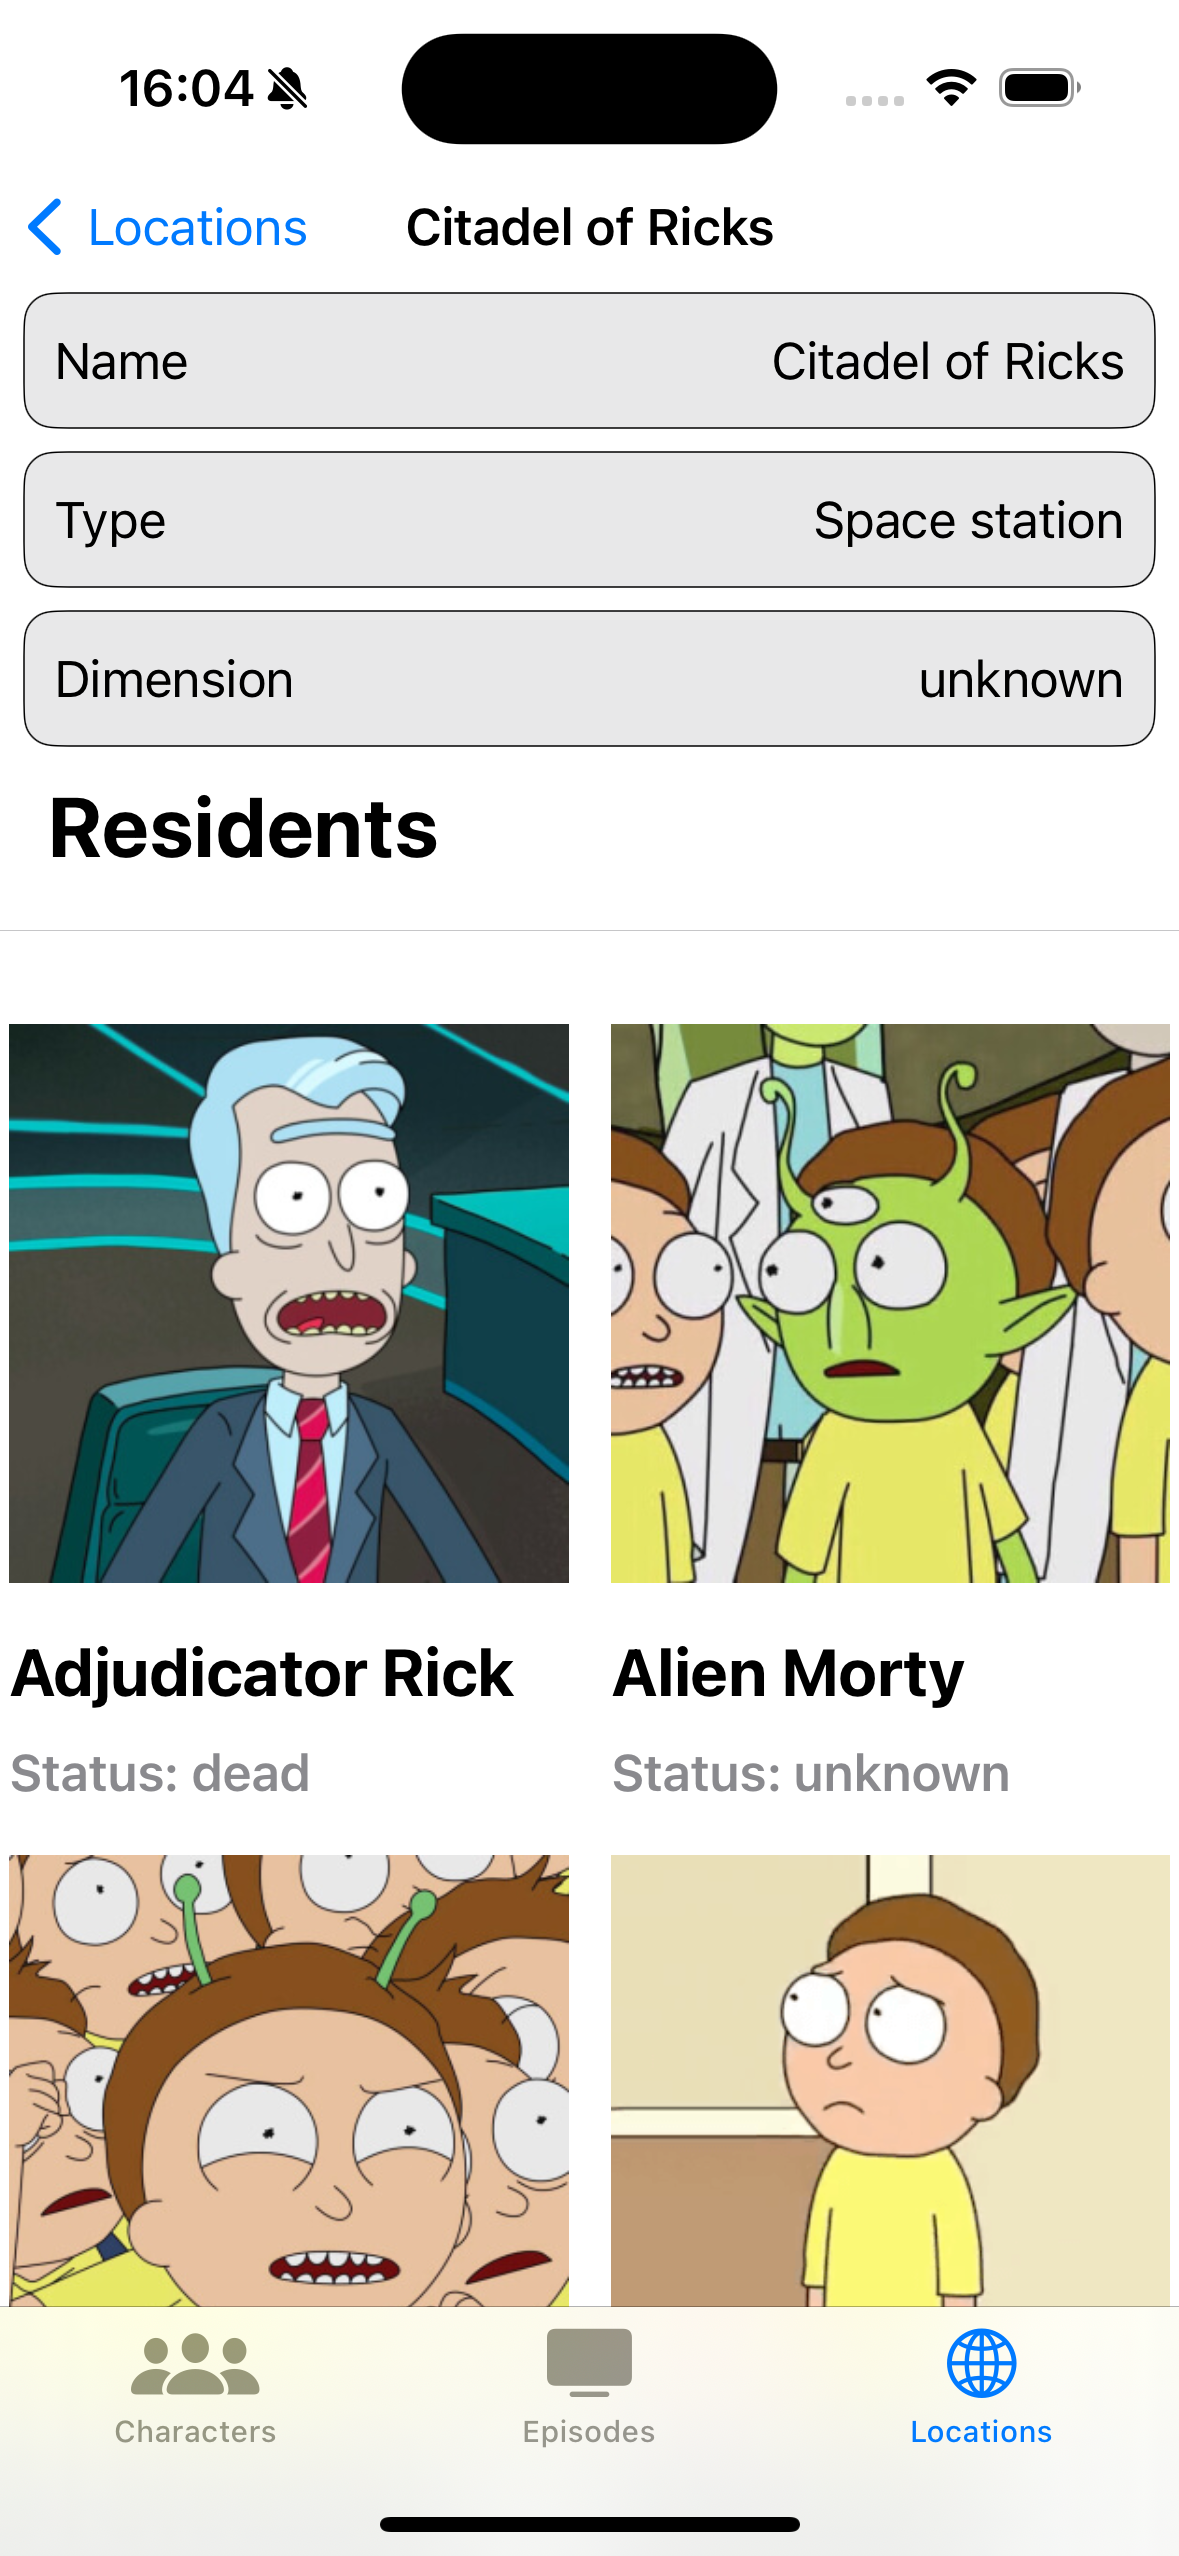 16:04
Locations
Citadel of Ricks
Name
Citadel of Ricks
Type
Space station
Dimension
unknown
Residents
Adjudicator Rick
Alien Morty
Status: dead
Status: unknown
Characters
Episodes
Locations